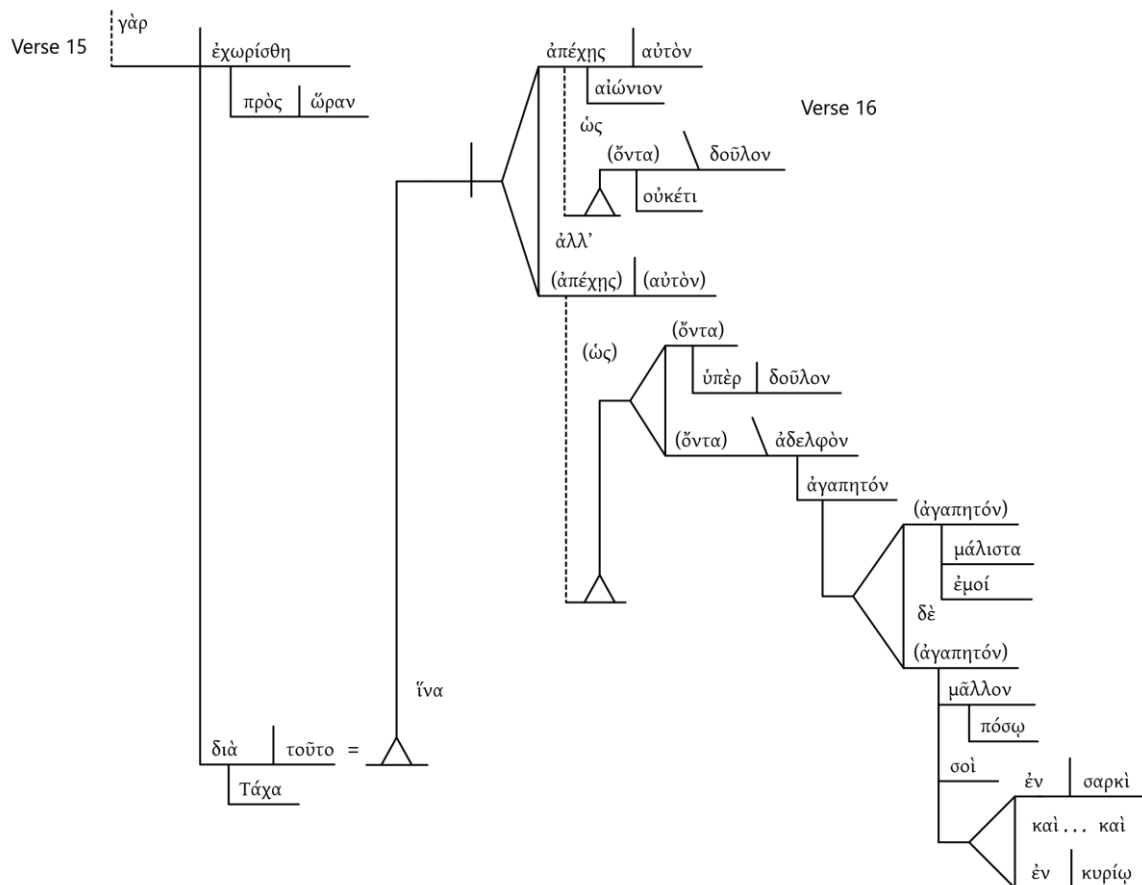 γὰρ
Verse 15
ἐχωρίσθη
πρὸς ὥραν
ἀπέχῃς αὐτὸν
αἰώνιον
Verse 16
ὡς
(ὄντα) δοῦλον
οὐκέτι
ἀλλ’
(ἀπέχῃς) (αὐτὸν)
(ὡς)
(ὄντα)
ὑπὲρ δοῦλον
(ὄντα) ἀδελφὸν
ἀγαπητόν
(ἀγαπητόν)
μάλιστα
ἐμοί
δὲ
(ἀγαπητόν)
μᾶλλον
πόσῳ
ἵνα
διὰ τοῦτο =
Τάχα
σοὶ
ἐν σαρκὶ
καὶ... καὶ
ἐν κυρίῳ